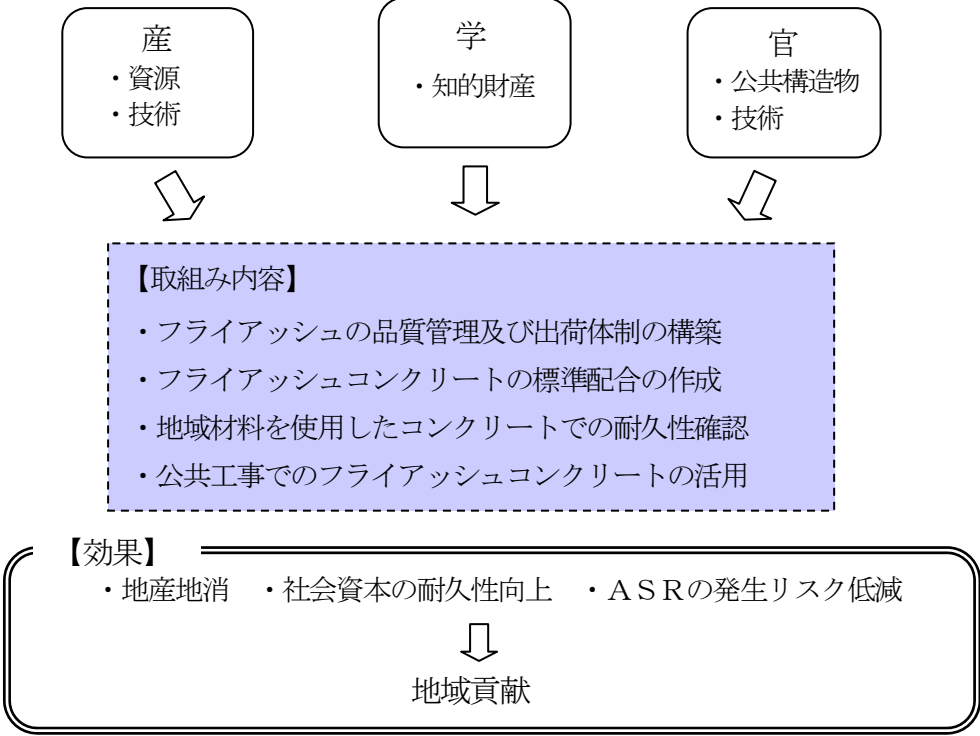 産
・資源
・技術
学
・知的財産
官
・公共構造物
・技術
【取組み内容】
・フライアッシュの品質管理及び出荷体制の構築
・フライアッシュコンクリートの標準配合の作成
・地域材料を使用したコンクリートでの耐久性確認
・公共工事でのフライアッシュコンクリートの活用
【効果】
・地産地消　・社会資本の耐久性向上　・ＡＳＲの発生リスク低減
地域貢献